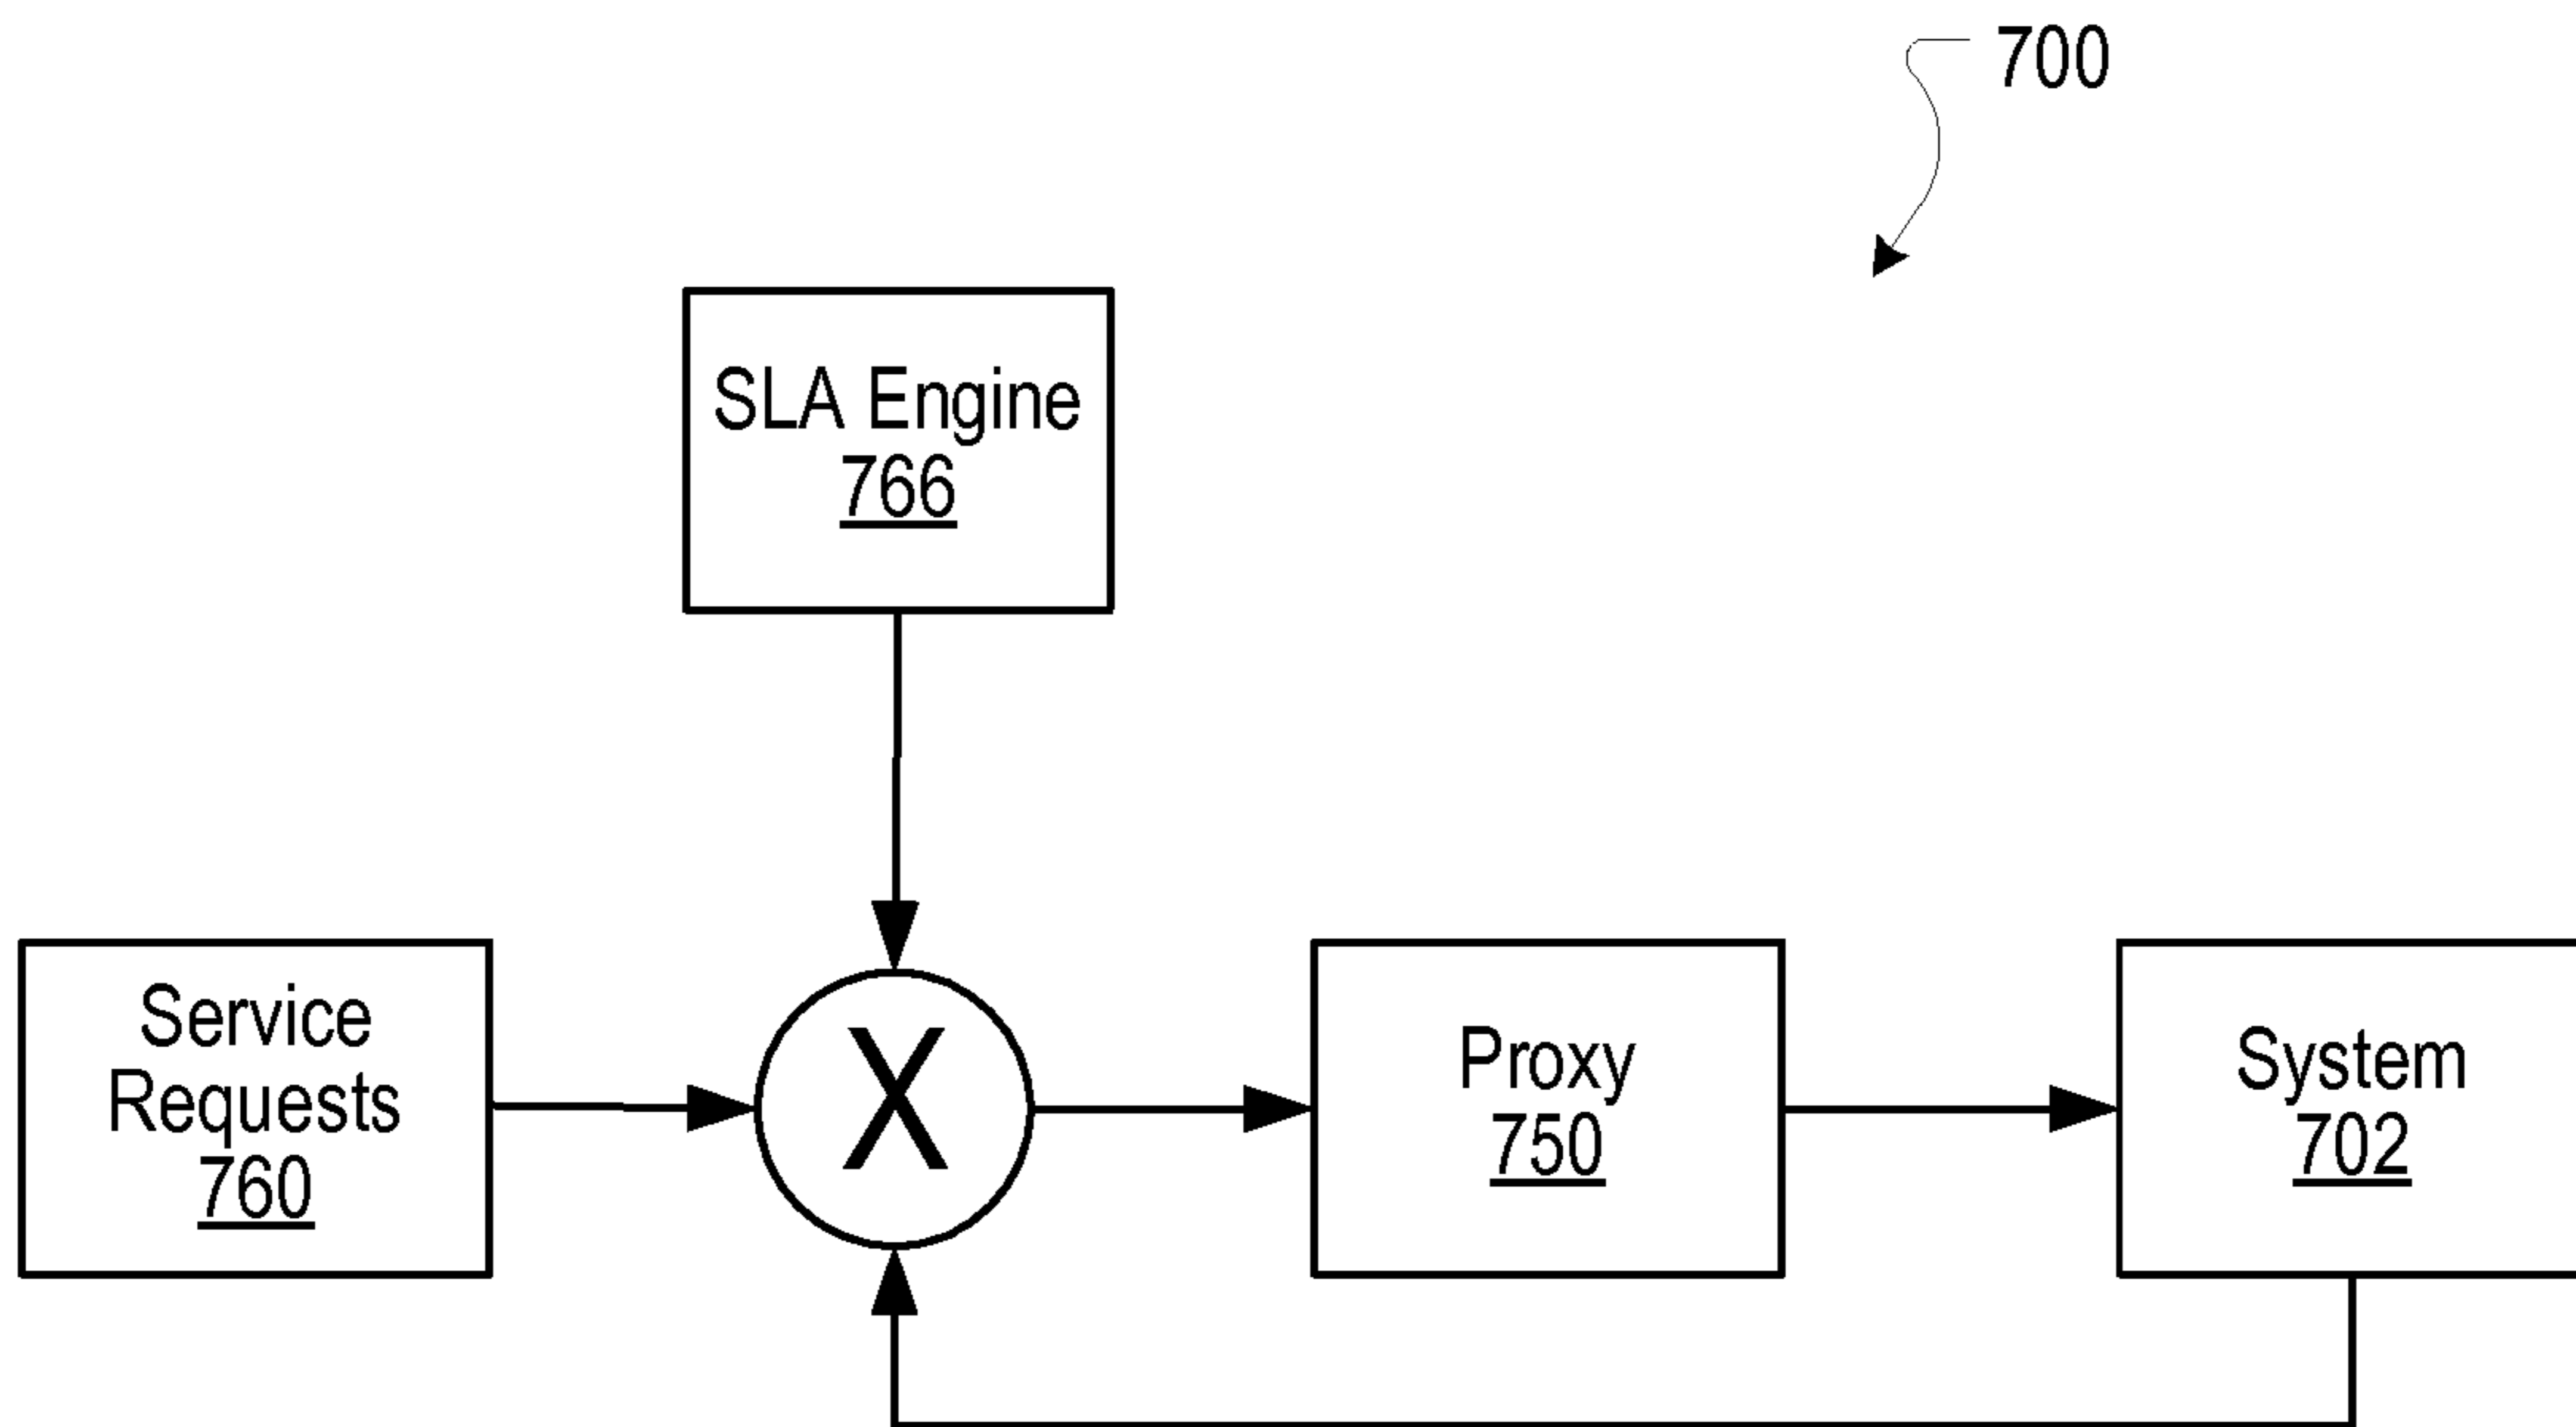 700
SLA Engine
766
Service
Requests
760
X
Proxy
750
System
702